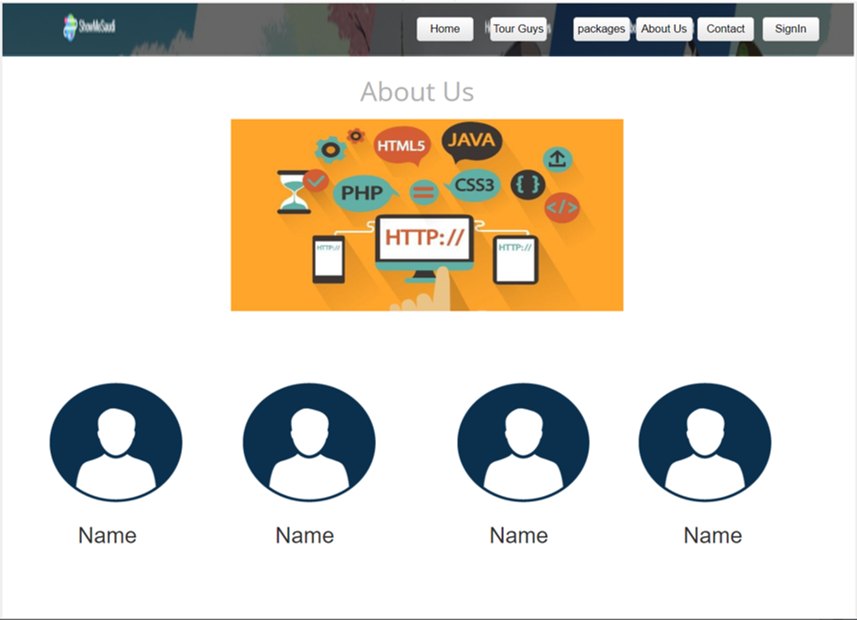 ShowMeSaudi
Home
Tour Guys
packages
About Us
Contact
SignIn
About Us
HTML5
JAVA
PHP
CSS3
</>
HTTP://
HTTP://
HTTP://
Name
Name
Name
Name